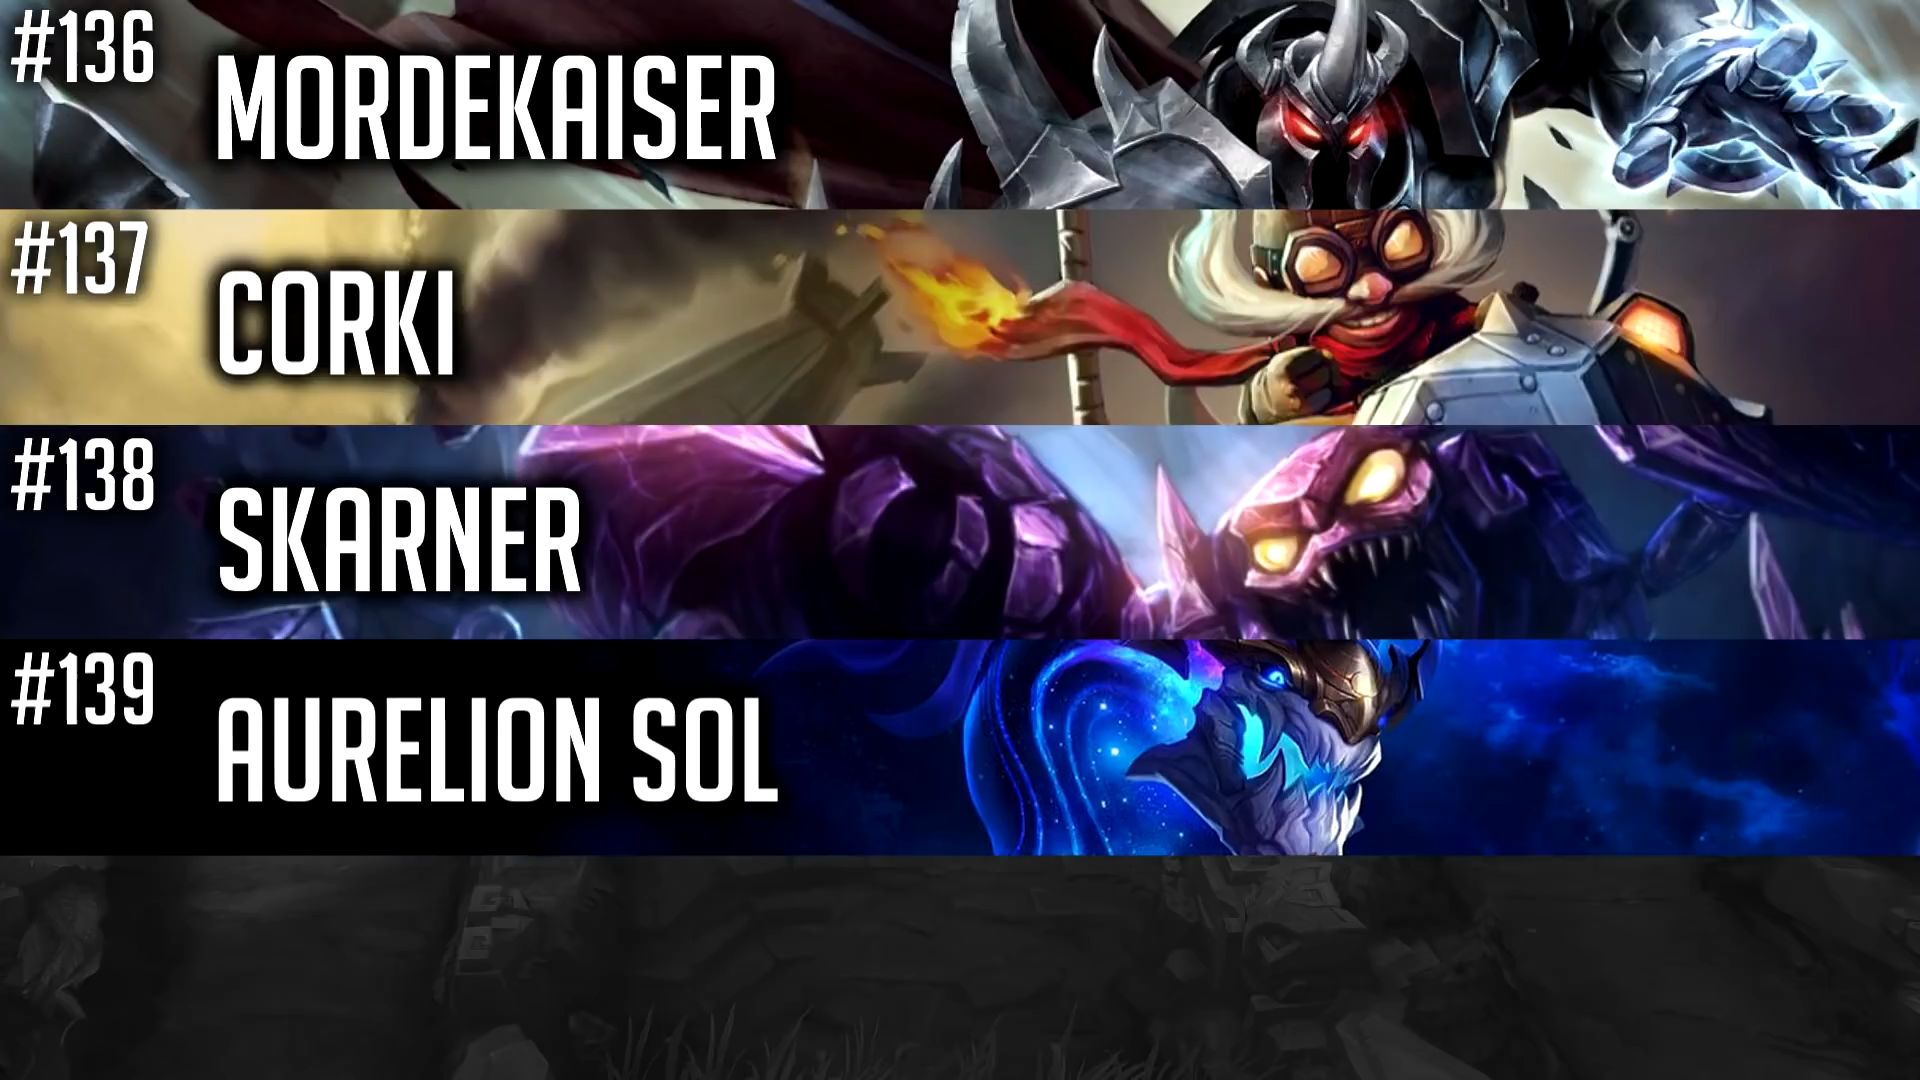 #136
MORDEKAISER
#137
CORKI
#138
SKARNER
#139
AURELION SOL